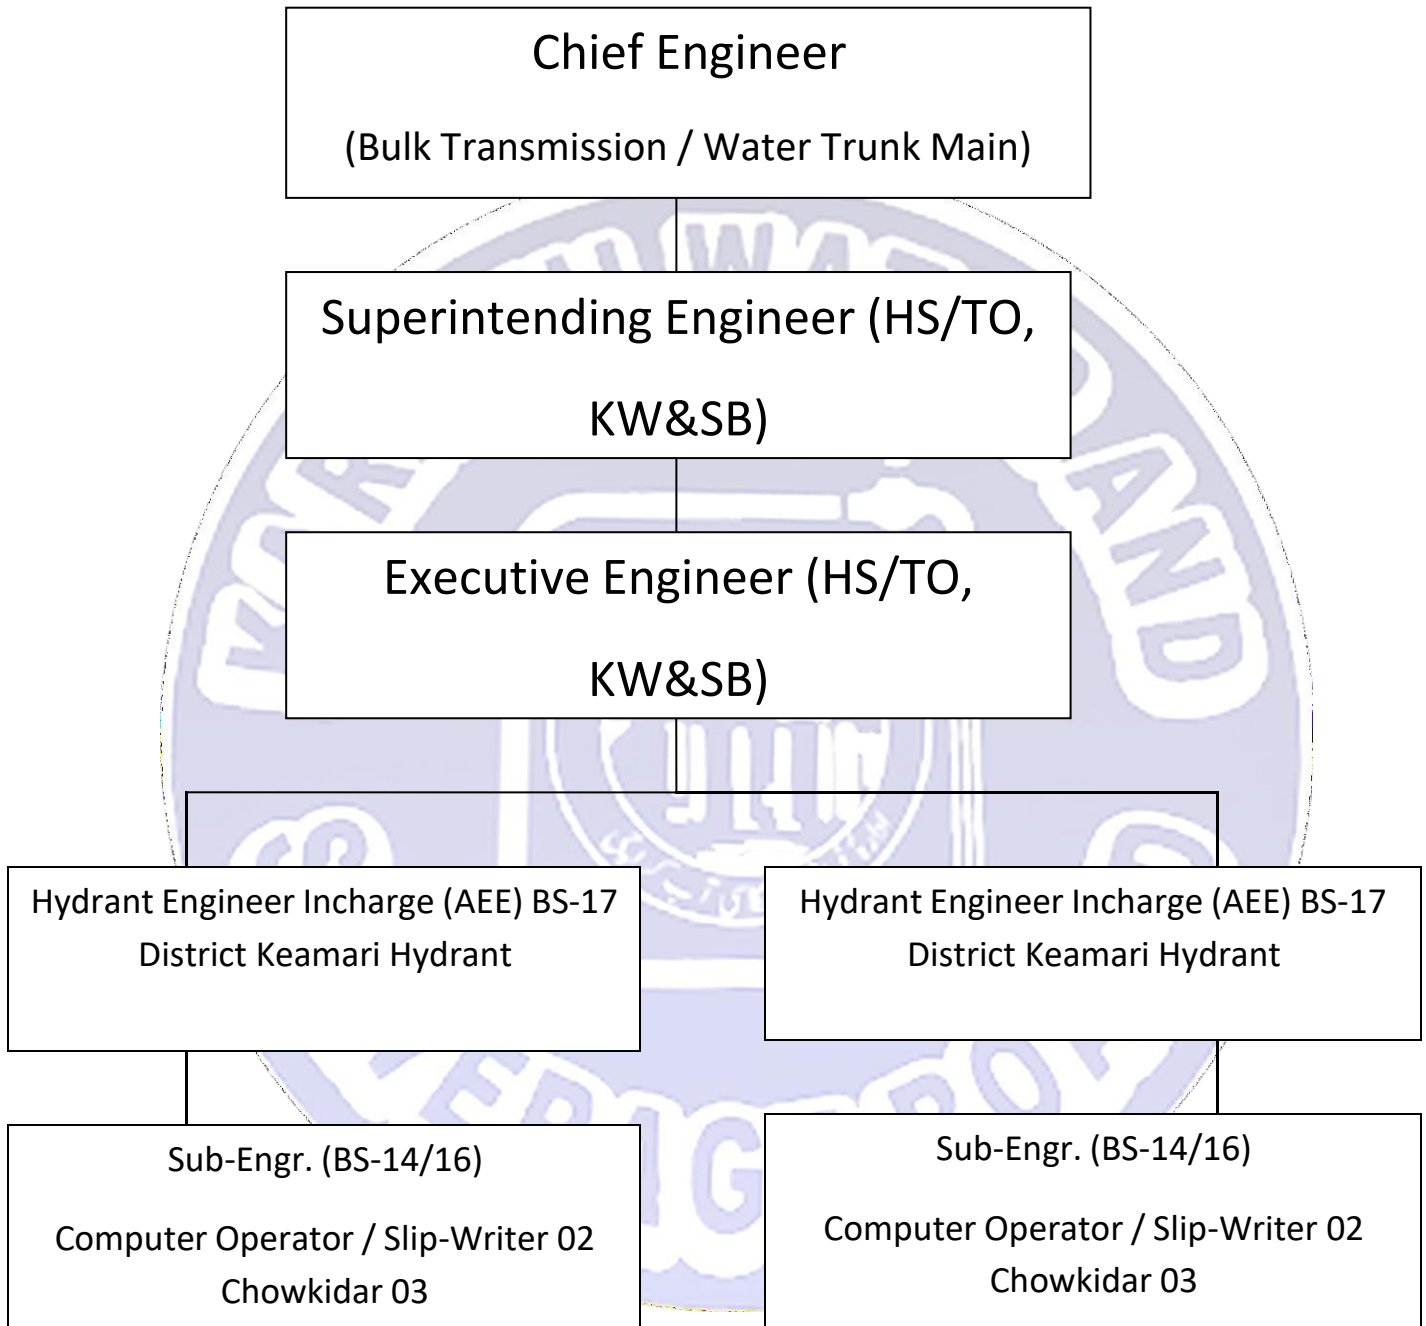 Chief Engineer
(Bulk Transmission / Water Trunk Main)
Superintending Engineer (HS/TO,
KW&SB)
Executive Engineer (HS/TO,
KW&SB)
Hydrant Engineer Incharge (AEE) BS-17
District Keamari Hydrant
Hydrant Engineer Incharge (AEE) BS-17
District Keamari Hydrant
Sub-Engr. (BS-14/16)
Computer Operator / Slip-Writer 02
Chowkidar 03
Sub-Engr. (BS-14/16)
Computer Operator / Slip-Writer 02
Chowkidar 03
AND